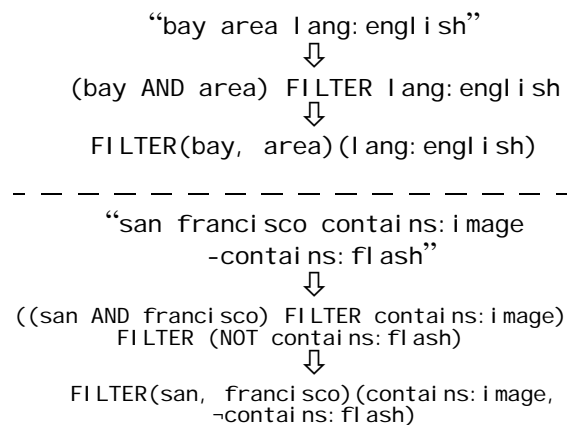 “bay area lang:english”
⇩
(bay AND area) FILTER lang:english
⇩
FILTER(bay, area)(lang:english)
“san francisco contains:image
-contains:flash”
⇩
((san AND francisco) FILTER contains:image)
FILTER (NOT contains:flash)
⇩
FILTER(san, francisco)(contains:image,
¬contains:flash)